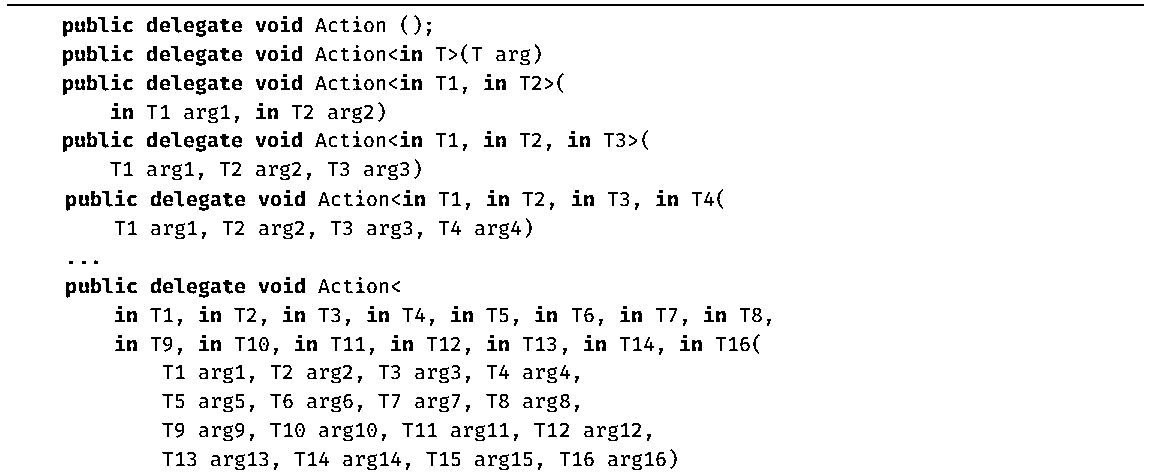 public delegate void Action ();
public delegate void Action<in T>(T arg)
public delegate void Action<in T1, in T2>(
in T1 arg1, in T2 arg2)
public delegate void Action<in T1, in T2, in T3>(
T1 arg1, T2 arg2, T3 arg3)
public delegate void Action<in T1, in T2, in T3, in T4(
T1 arg1, T2 arg2, T3 arg3, T4 arg4)
...
public delegate void Action<
in T1, in T2, in T3, in T4, in T5, in T6, in T7, in T8,
in T9, in T10, in T11, in T12, in T13, in T14, in T16(
T1 arg1, T2 arg2, T3 arg3, T4 arg4,
T5 arg5, T6 arg6, T7 arg7, T8 arg8,
T9 arg9, T10 arg10, T11 arg11, T12 arg12,
T13 arg13, T14 arg14, T15 arg15, T16 arg16)